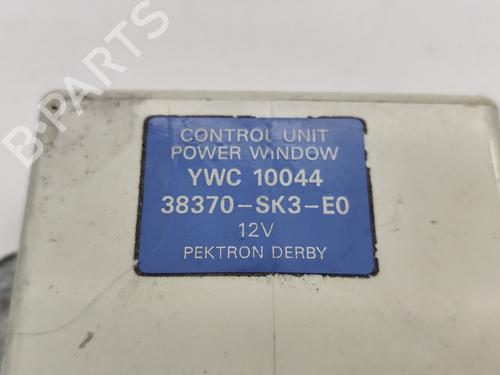 CONTROL UNIT
POWER WINDOW
YWC 10044
38370-SK3-E0
12V
PEKTRON DERBY
B-PARTS